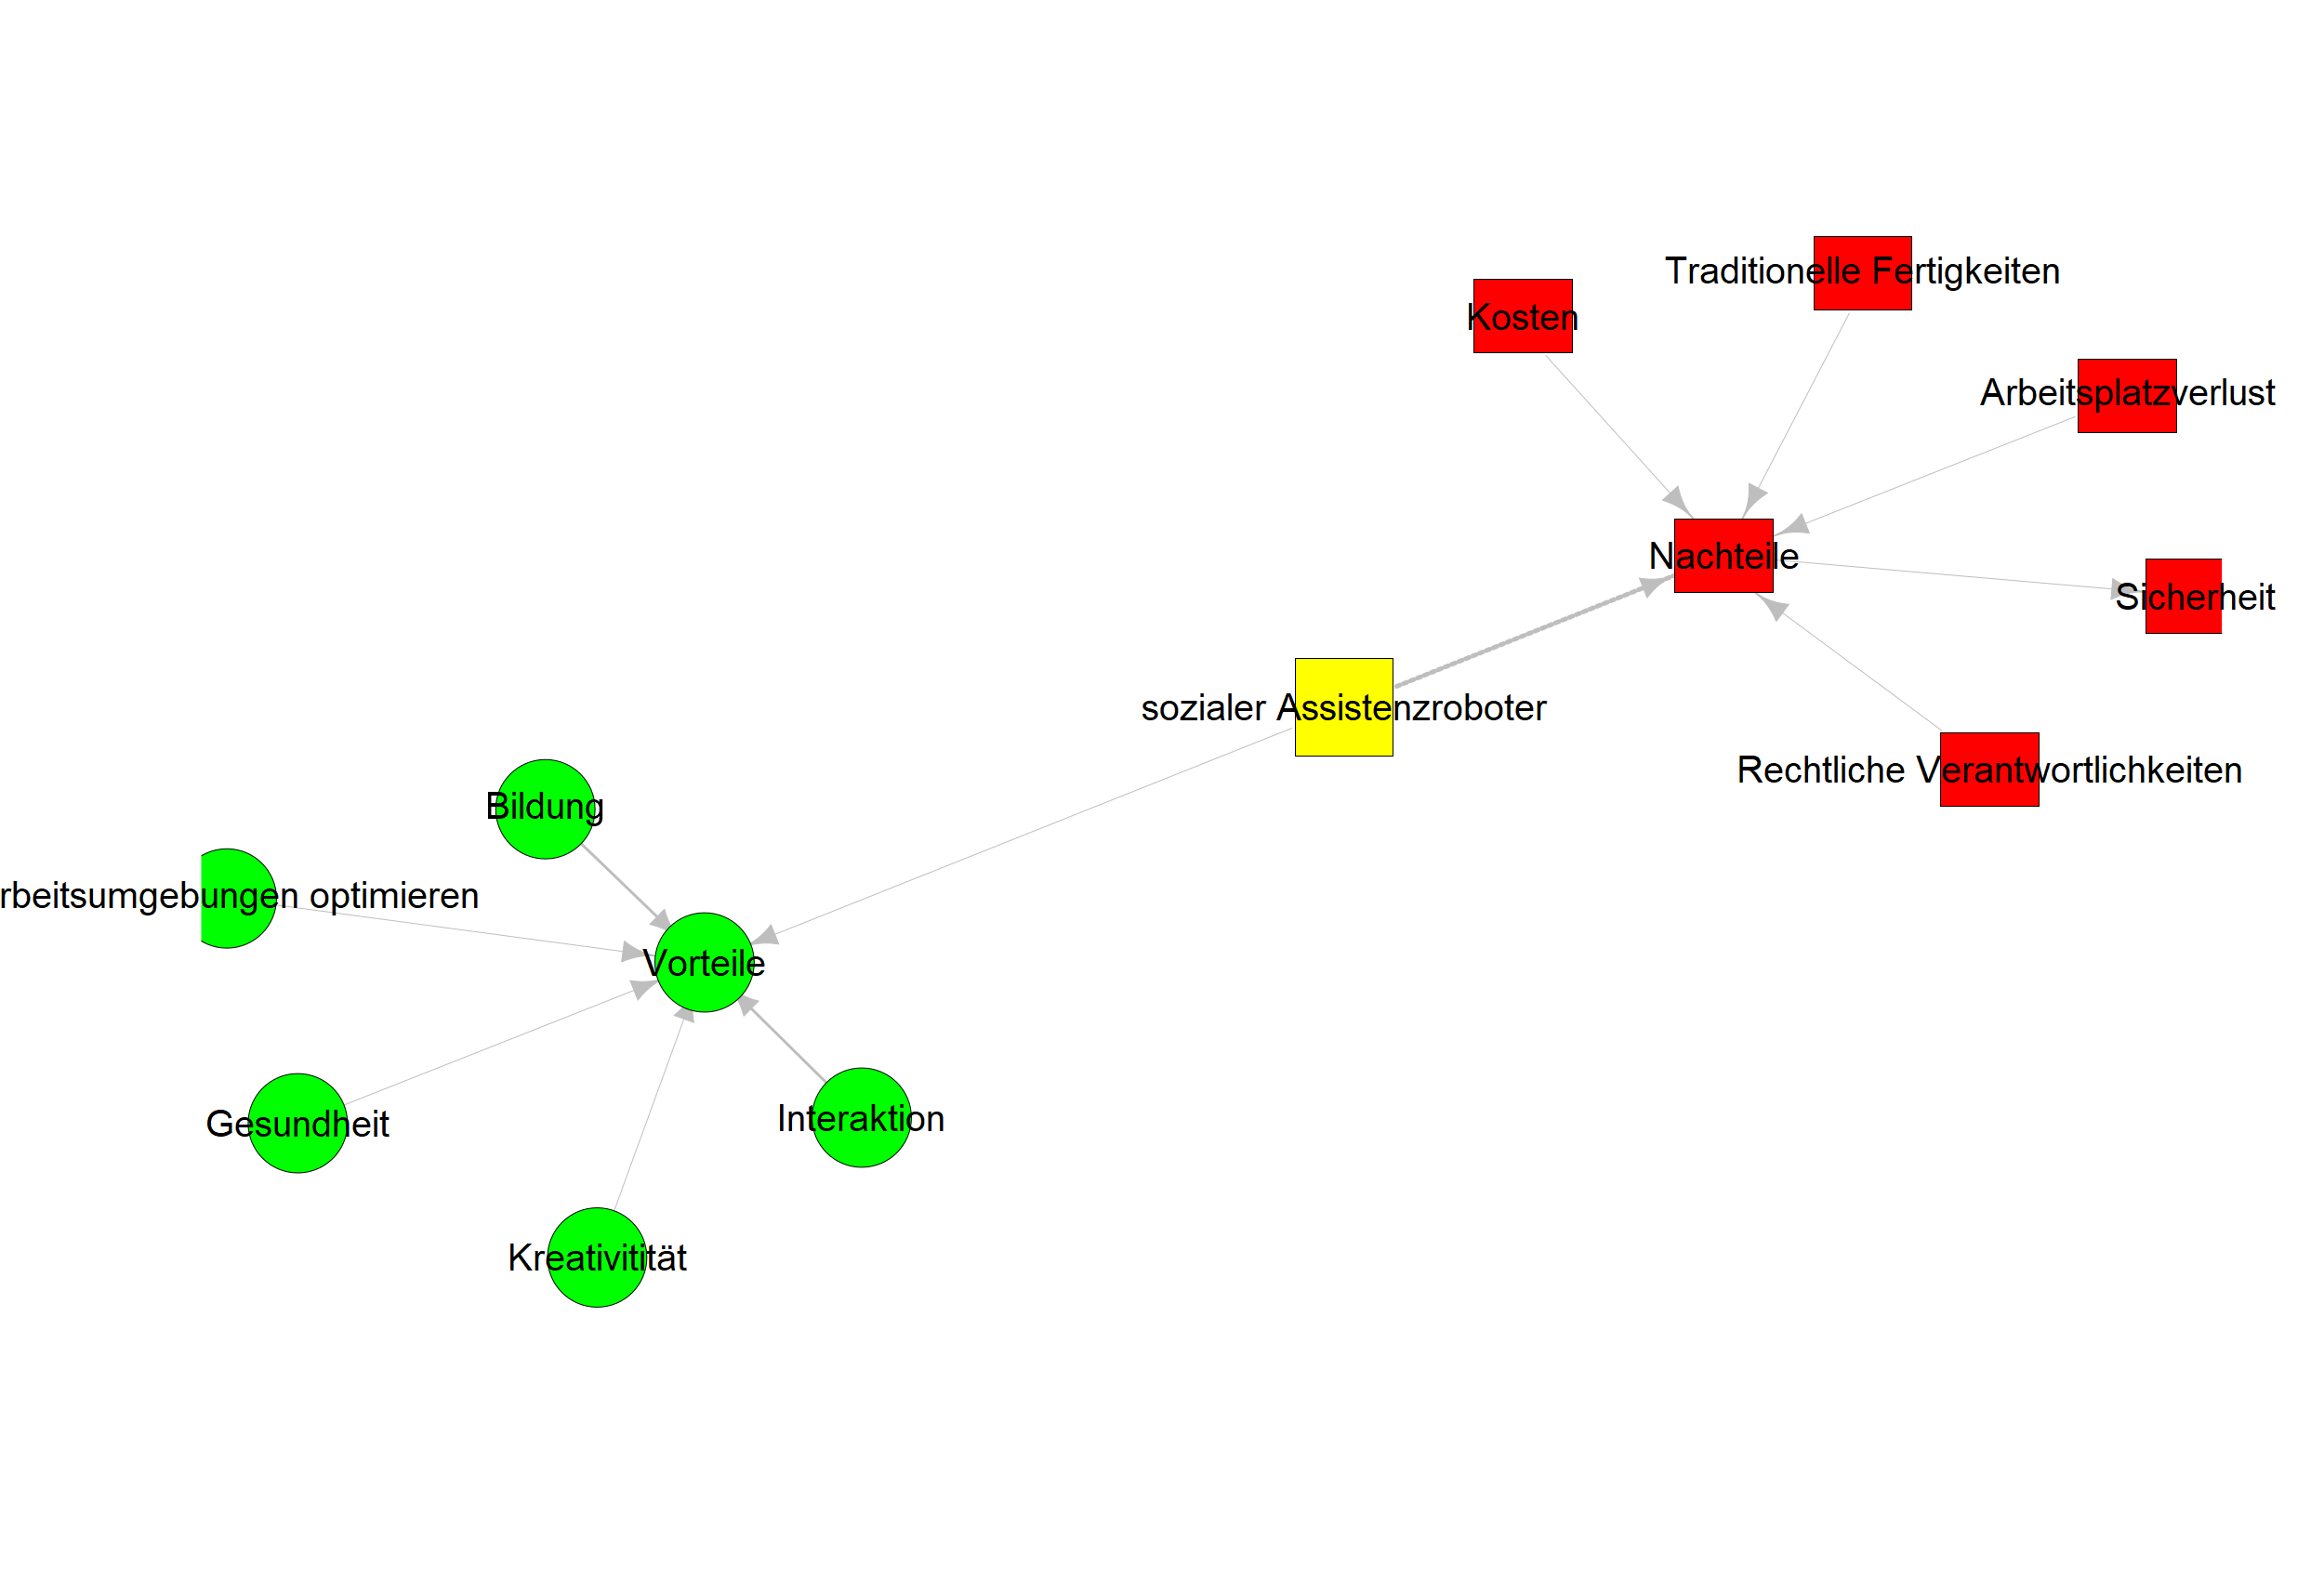 Traditionelle Fertigkeiten
Kosten
Arbeitsplatzverlust
Nachteile
Sicherheit
sozialer Assistenzroboter
Rechtliche Verantwortlichkeiten
Bildung
rbeitsumgebungen optimieren
Vorteile
Gesundheit
Interaktion
Kreativitität